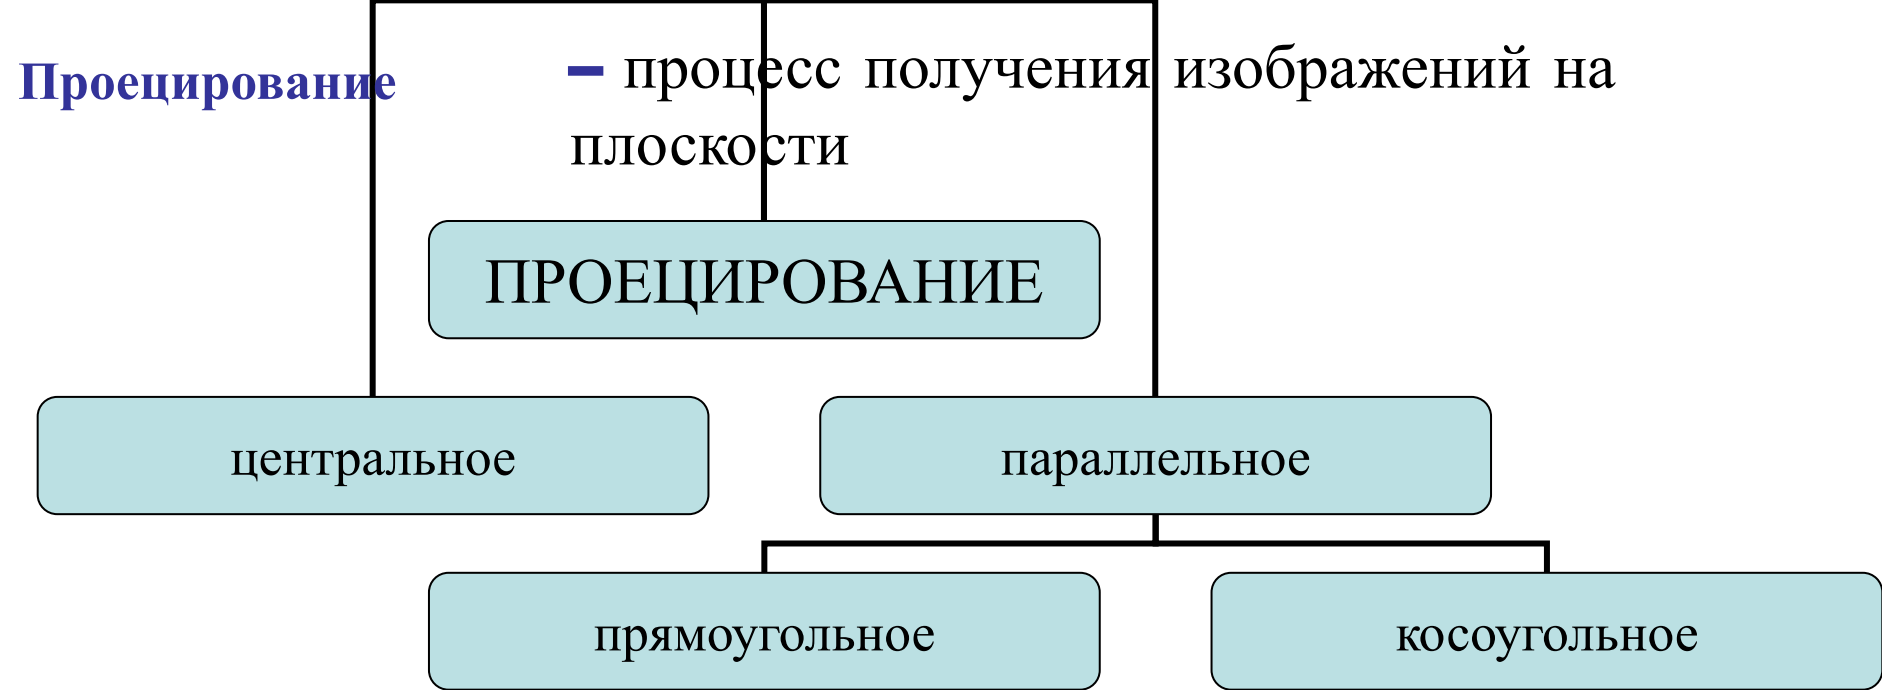 Проецирование – процесс получения изображений на
плоскости
ПРОЕЦИРОВАНИЕ
центральное
параллельное
прямоугольное
косоугольное